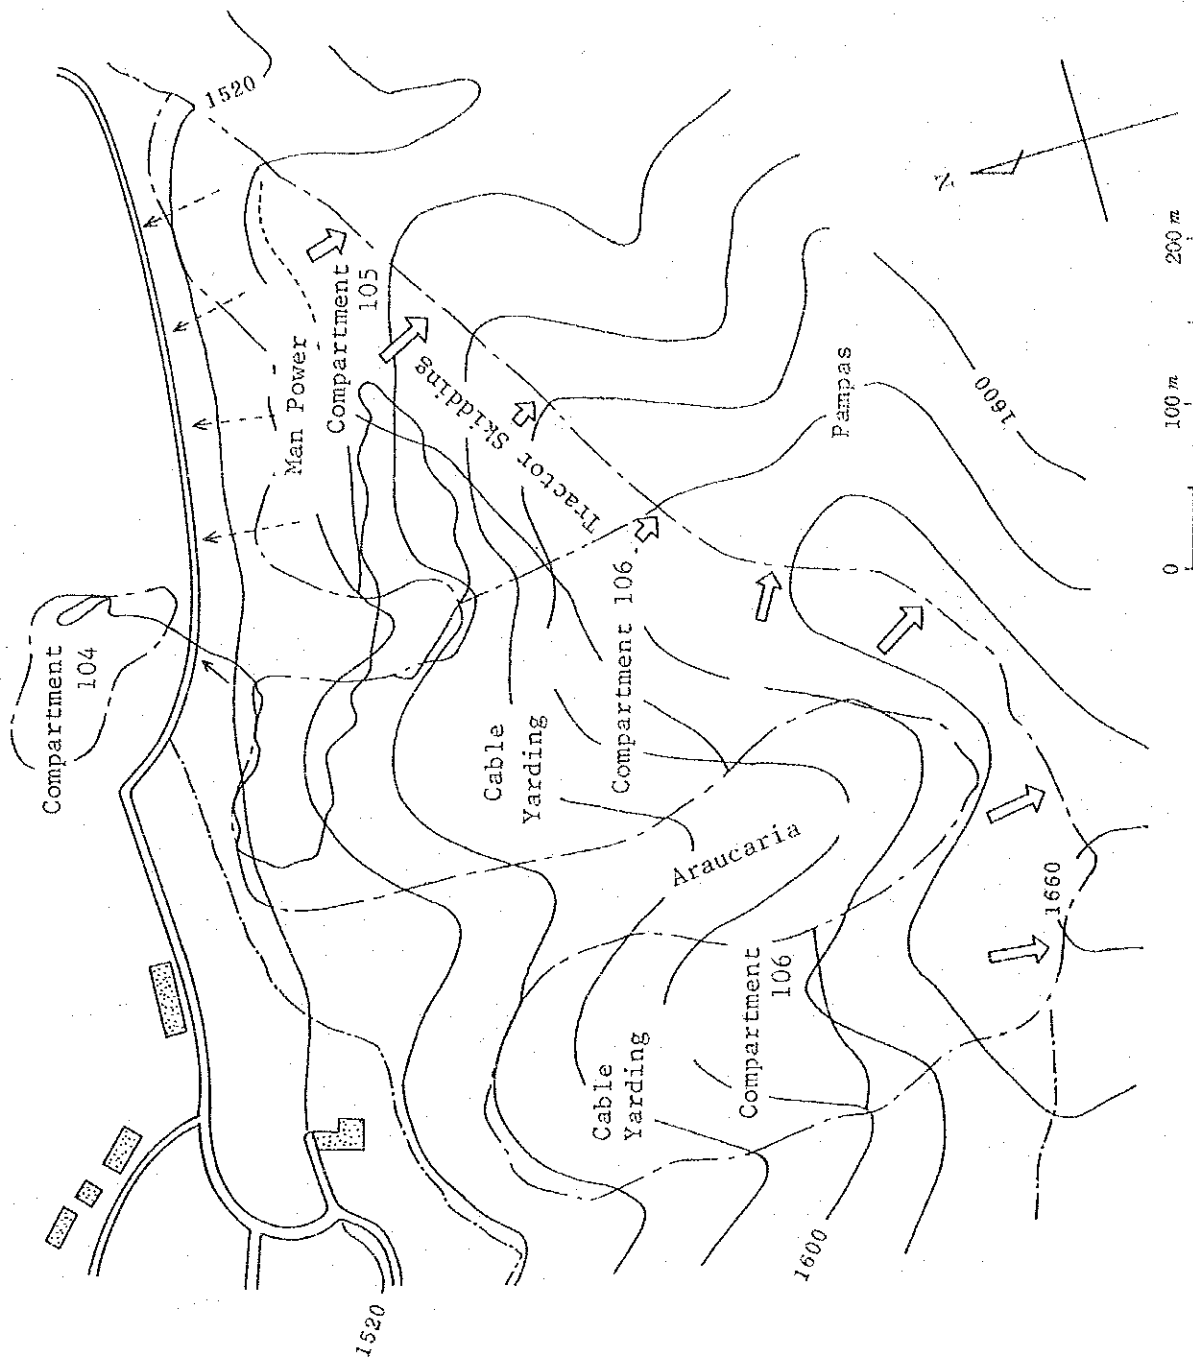 1520
Compartment
104
Man Power
Compartment
105
Tractor Skidding
Cable
Yarding
Compartment 106
Pampas
1600
Araucaria
Cable
Yarding
Compartment
106
1660
1600
1520
N
0
100 m
200 m